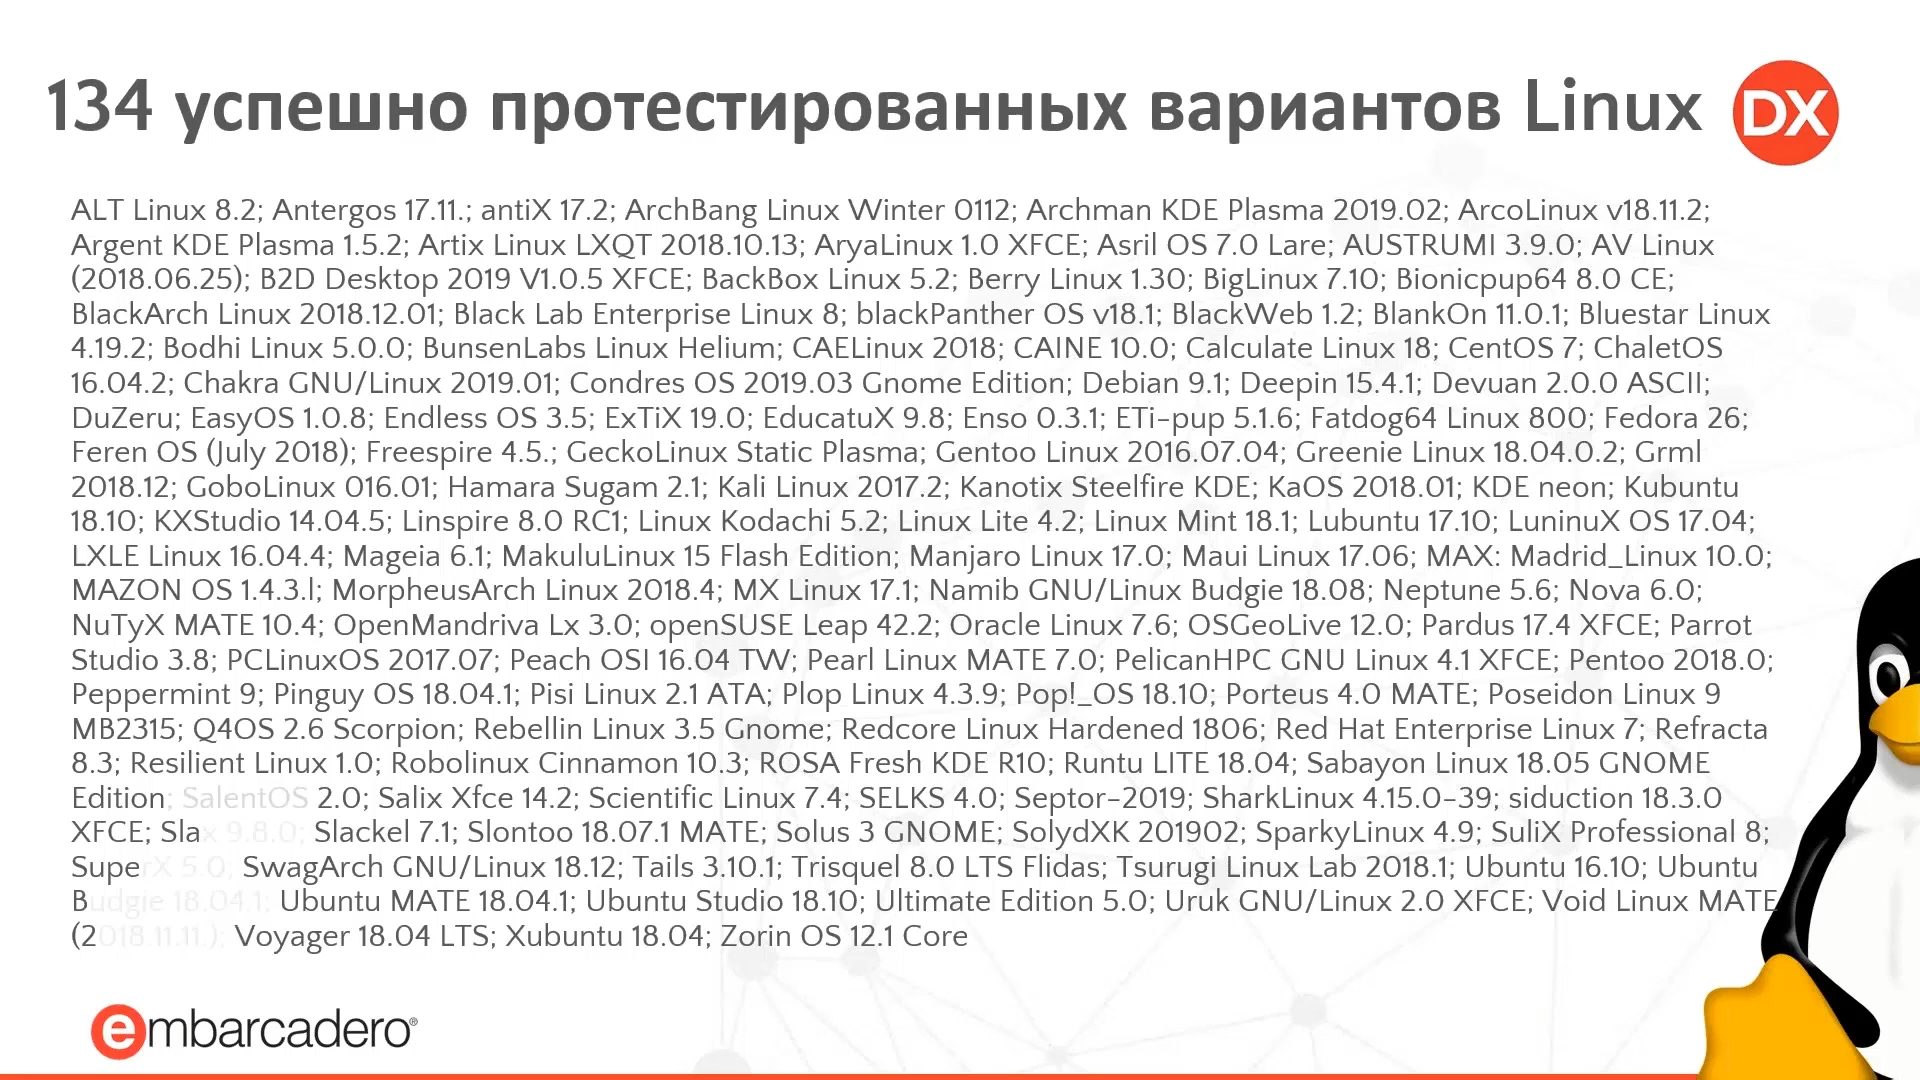 134 успешно протестированных вариантов Linux
DX
ALT Linux 8.2; Antergos 17.11.; antiX 17.2; ArchBang Linux Winter 0112; Archman KDE Plasma 2019.02; ArcoLinux v18.11.2;
Argent KDE Plasma 1.5.2; Artix Linux LXQT 2018.10.13; AryaLinux 1.0 XFCE; Asril OS 7.0 Lare; AUSTRUMI 3.9.0; AV Linux
(2018.06.25); B2D Desktop 2019 V1.0.5 XFCE; BackBox Linux 5.2; Berry Linux 1.30; BigLinux 7.10; Bionicpup64 8.0 CE;
BlackArch Linux 2018.12.01; Black Lab Enterprise Linux 8; blackPanther OS v18.1; BlackWeb 1.2; BlankOn 11.0.1; Bluestar Linux
4.19.2; Bodhi Linux 5.0.0; BunsenLabs Linux Helium; CAELinux 2018; CAINE 10.0; Calculate Linux 18; CentOS 7; ChaletOS
16.04.2; Chakra GNU/Linux 2019.01; Condres OS 2019.03 Gnome Edition; Debian 9.1; Deepin 15.4.1; Devuan 2.0.0 ASCII;
DuZeru; EasyOS 1.0.8; Endless OS 3.5; ExTiX 19.0; EducatuX 9.8; Enso 0.3.1; ETi-pup 5.1.6; Fatdog64 Linux 800; Fedora 26;
Feren OS (July 2018); Freespire 4.5.; GeckoLinux Static Plasma; Gentoo Linux 2016.07.04; Greenie Linux 18.04.0.2; Grml
2018.12; GoboLinux 016.01; Hamara Sugam 2.1; Kali Linux 2017.2; Kanotix Steelfire KDE; KaOS 2018.01; KDE neon; Kubuntu
18.10; KXStudio 14.04.5; Linspire 8.0 RC1; Linux Kodachi 5.2; Linux Lite 4.2; Linux Mint 18.1; Lubuntu 17.10; LuninuX OS 17.04;
LXLE Linux 16.04.4; Mageia 6.1; MakuluLinux 15 Flash Edition; Manjaro Linux 17.0; Maui Linux 17.06; MAX: Madrid_Linux 10.0;
MAZON OS 1.4.3.l; MorpheusArch Linux 2018.4; MX Linux 17.1; Namib GNU/Linux Budgie 18.08; Neptune 5.6; Nova 6.0;
NuTyX MATE 10.4; OpenMandriva Lx 3.0; openSUSE Leap 42.2; Oracle Linux 7.6; OSGeoLive 12.0; Pardus 17.4 XFCE; Parrot
Studio 3.8; PCLinuxOS 2017.07; Peach OSI 16.04 TW; Pearl Linux MATE 7.0; PelicanHPC GNU Linux 4.1 XFCE; Pentoo 2018.0;
Peppermint 9; Pinguy OS 18.04.1; Pisi Linux 2.1 ATA; Plop Linux 4.3.9; Pop!_OS 18.10; Porteus 4.0 MATE; Poseidon Linux 9
MB2315; Q4OS 2.6 Scorpion; Rebellin Linux 3.5 Gnome; Redcore Linux Hardened 1806; Red Hat Enterprise Linux 7; Refracta
8.3; Resilient Linux 1.0; Robolinux Cinnamon 10.3; ROSA Fresh KDE R10; Runtu LITE 18.04; Sabayon Linux 18.05 GNOME
Edition; SalentOS 2.0; Salix Xfce 14.2; Scientific Linux 7.4; SELKS 4.0; Septor-2019; SharkLinux 4.15.0-39; siduction 18.3.0
XFCE; Slax 9.8.0; Slackel 7.1; Slontoo 18.07.1 MATE; Solus 3 GNOME; SolydXK 201902; SparkyLinux 4.9; SuliX Professional 8;
SuperX 5.0; SwagArch GNU/Linux 18.12; Tails 3.10.1; Trisquel 8.0 LTS Flidas; Tsurugi Linux Lab 2018.1; Ubuntu 16.10; Ubuntu
Budgie 18.04.1; Ubuntu MATE 18.04.1; Ubuntu Studio 18.10; Ultimate Edition 5.0; Uruk GNU/Linux 2.0 XFCE; Void Linux MATE
(2018.11.11.); Voyager 18.04 LTS; Xubuntu 18.04; Zorin OS 12.1 Core
embarcadero®